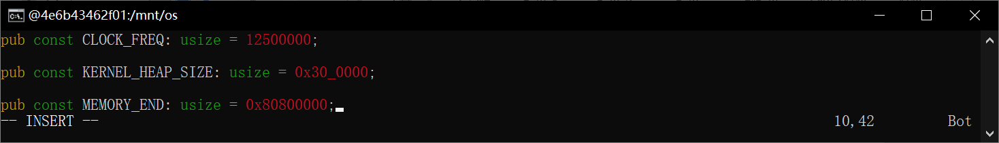 @4e6b43462f01:/mnt/os
pub const CLOCK_FREQ: usize = 12500000;
pub const KERNEL_HEAP_SIZE: usize = 0x30_0000;
pub const MEMORY_END: usize = 0x80800000;
-- INSERT -- 10,42 Bot